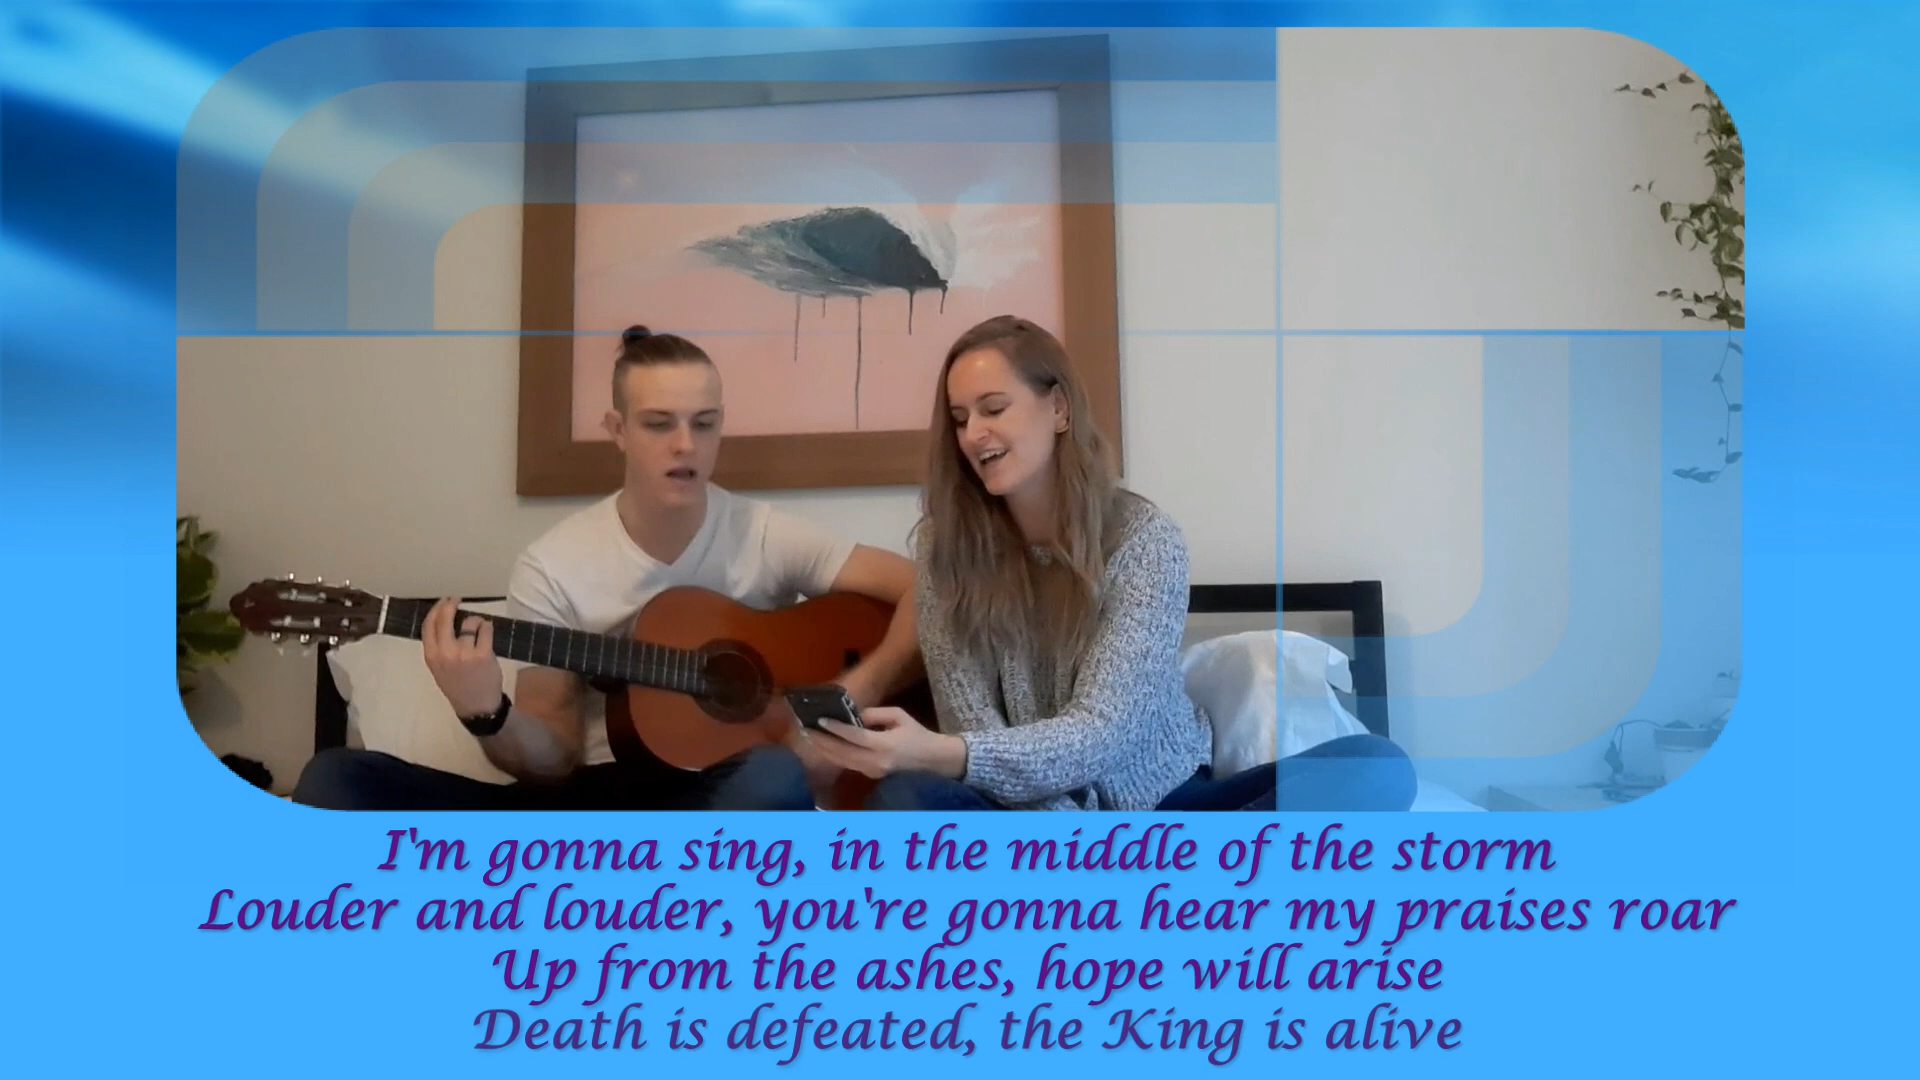 I'm gonna sing, in the middle of the storm
Louder and louder, you're gonna hear my praises roar
Up from the ashes, hope will arise
Death is defeated, the King is alive